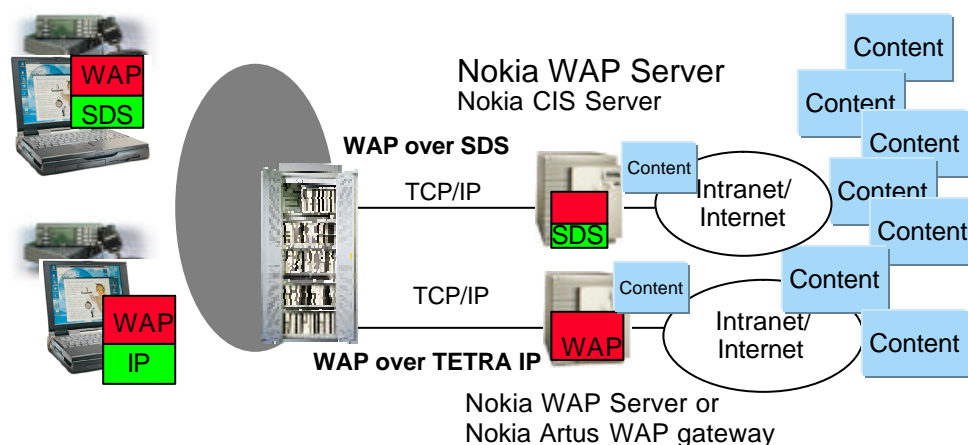 WAP
SDS
Nokia WAP Server
Nokia CIS Server
WAP over SDS
TCP/IP
SDS
Content
Intranet/
Internet
Content
Content
Content
Content
Content
WAP
IP
TCP/IP
WAP over TETRA IP
WAP
Content
Intranet/
Internet
Content
Content
Nokia WAP Server or
Nokia Artus WAP gateway